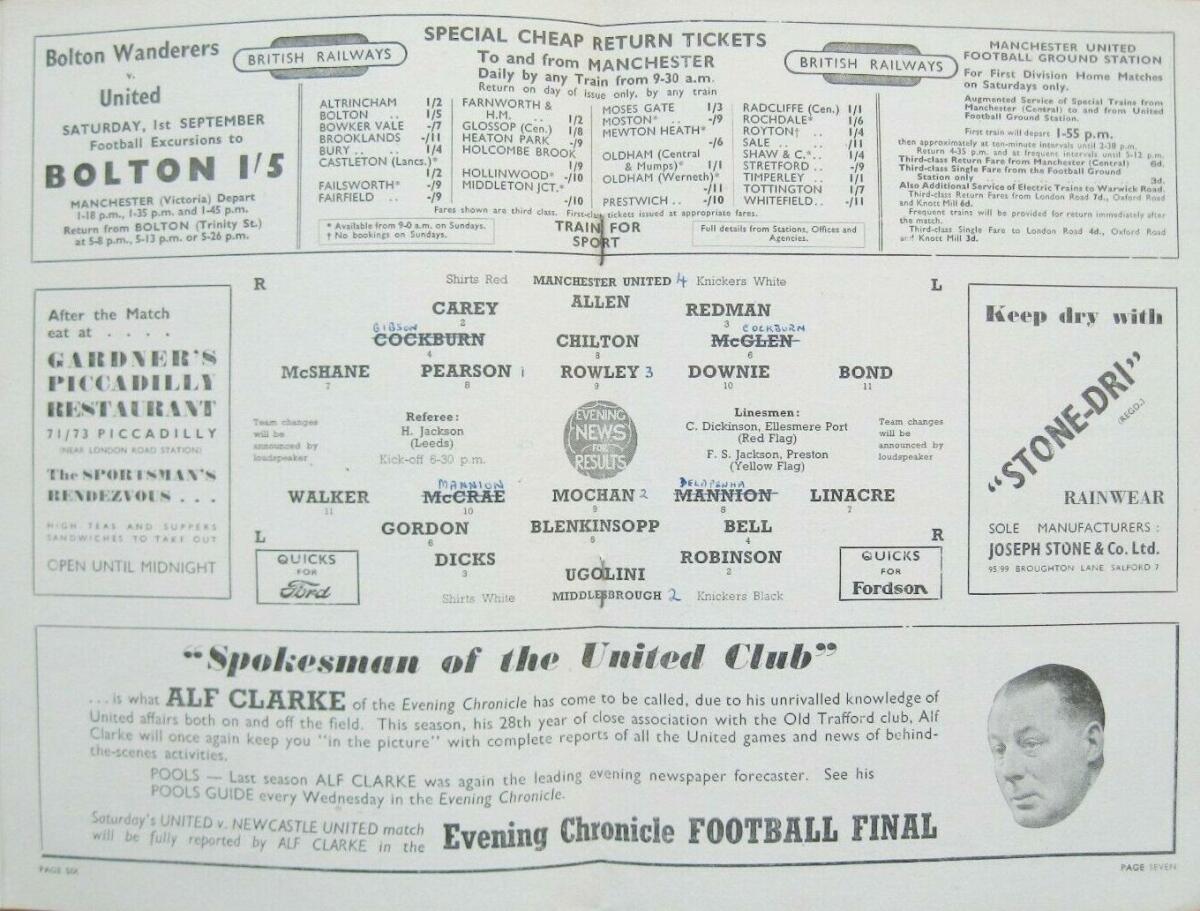 Bolton Wanderers
v.
United
SATURDAY, 1st SEPTEMBER
Football Excursions to
BOLTON 1/5
MANCHESTER (Victoria) Depart
1-18 p.m., 1-35 p.m. and 1-45 p.m.
Return from BOLTON (Trinity St.)
at 5-8 p.m., 5-13 p.m. or 5-26 p.m.
BRITISH RAILWAYS
SPECIAL CHEAP RETURN TICKETS
To and from MANCHESTER
Daily by any Train from 9-30 a.m.
Return on day of issue only, by any train
BRITISH RAILWAYS
ALTRINCHAM 1/2
BOLTON .. 1/5
BOWKER VALE -/7
BROOKLANDS -/11
BURY .. .. 1/4
CASTLETON (Lancs.)*
1/2
FAILSWORTH* -/9
FAIRFIELD .. -/9
FARNWORTH &
H.M. .. 1/2
GLOSSOP (Cen.) 1/8
HEATON PARK -/9
HOLCOMBE BROOK
1/9
HOLLINWOOD* -/10
MIDDLETON JCT.*
-/10
MOSES GATE 1/3
MOSTON* .. -/9
MEWTON HEATH*
-/6
OLDHAM (Central
& Mumps)* 1/1
OLDHAM (Werneth)*
-/11
PRESTWICH .. -/10
RADCLIFFE (Cen.) 1/1
ROCHDALE* 1/6
ROYTON† .. 1/4
SALE .. .. -/11
SHAW & C.*.. 1/4
STRETFORD .. -/9
TIMPERLEY .. 1/1
TOTTINGTON 1/7
WHITEFIELD.. -/11
Fares shown are third class. First-class tickets issued at appropriate fares.
* Available from 9-0 a.m. on Sundays.
† No bookings on Sundays.
TRAIN FOR
SPORT
Full details from Stations, Offices and
Agencies.
MANCHESTER UNITED
FOOTBALL GROUND STATION
For First Division Home Matches
on Saturdays only.
Augmented Service of Special Trains from
Manchester (Central) to and from United
Football Ground.
First train will depart 1-55 p.m.
then approximately at ten-minute intervals until 2-38 p.m.
Return 4-35 p.m. and at frequent intervals until 5-12 p.m.
Third-class Return Fare from Manchester (Central) 6d.
Third-class Single Fare from the Football Ground
Station only .. 3d.
Also Additional Service of Electric Trains to Warwick Road.
Third-class Return Fares from London Road 7d., Oxford Road
and Knott Mill 6d.
Frequent trains will be provided for return immediately after
the match.
Third-class Single Fare to London Road 4d., Oxford Road
and Knott Mill 3d.
After the Match
eat at . . . .
GARDNER'S
PICCADILLY
RESTAURANT
71/73 PICCADILLY
(NEAR LONDON ROAD STATION)
The SPORTSMAN'S
RENDEZVOUS . . .
HIGH TEAS AND SUPPERS
SANDWICHES TO TAKE OUT
OPEN UNTIL MIDNIGHT
R
Shirts Red MANCHESTER UNITED 4 Knickers White
L
ALLEN
CAREY
2
REDMAN
3
GIBSON
COCKBURN
COCKBURN
4
CHILTON
5
McGLEN
6
McSHANE
7
PEARSON 1
8
ROWLEY 3
9
DOWNIE
10
BOND
11
Team changes
will be
announced by
loudspeaker
Referee:
H. Jackson
(Leeds)
Kick-off 6-30 p.m.
EVENING
NEWS
FOR
RESULTS
Linesmen:
C. Dickinson, Ellesmere Port
(Red Flag)
F. S. Jackson, Preston
(Yellow Flag)
Team changes
will be
announced by
loudspeaker
MANNION
DELAPENHA
WALKER
11
McCRAE
10
MOCHAN 2
9
MANNION
8
LINACRE
7
GORDON
6
BLENKINSOPP
5
BELL
4
L
R
DICKS
3
ROBINSON
2
UGOLINI
Shirts White MIDDLESBROUGH 2 Knickers Black
QUICKS
FOR
Ford
QUICKS
FOR
Fordson
Keep dry with
"STONE-DRI"
(REGD.)
RAINWEAR
SOLE MANUFACTURERS :
JOSEPH STONE & Co. Ltd.
95/99 BROUGHTON LANE SALFORD 7
"Spokesman of the United Club"
. . . is what ALF CLARKE of the Evening Chronicle has come to be called, due to his unrivalled knowledge of
United affairs both on and off the field. This season, his 28th year of close association with the Old Trafford club, Alf
Clarke will once again keep you "in the picture" with complete reports of all the United games and news of behind-
the-scenes activities.
POOLS — Last season ALF CLARKE was again the leading evening newspaper forecaster. See his
POOLS GUIDE every Wednesday in the Evening Chronicle.
Saturday's UNITED v. NEWCASTLE UNITED match
will be fully reported by ALF CLARKE in the
Evening Chronicle FOOTBALL FINAL
PAGE SIX
PAGE SEVEN